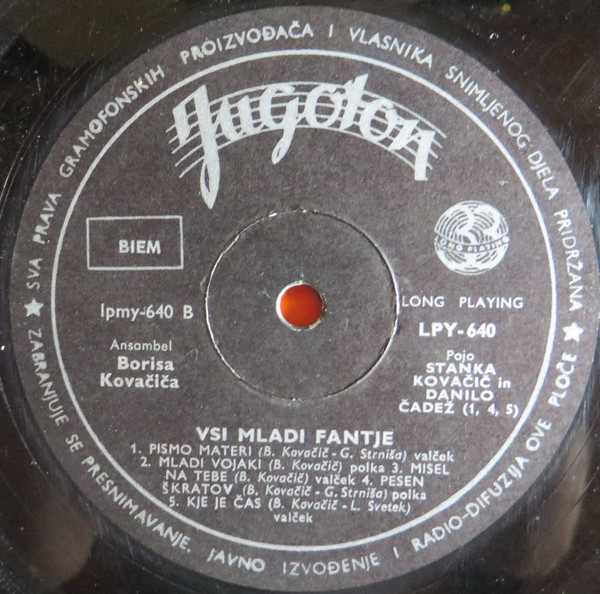 ★ SVA PRAVA GRAMOFONSKIH PROIZVOĐAČA I VLASNIKA SNIMLJENOG DJELA PRIDRŽANA ★
ZABRANJUJE SE PRESNIMAVANJE, JAVNO IZVOĐENJE I RADIO-DIFUZIJA OVE PLOČE
Jugoton
BIEM
33
LONG PLAYING
lpmy-640 B
LONG PLAYING
LPY-640
Ansambel
Borisa
Kovačiča
Pojo
STANKA
KOVAČIČ in
DANILO
ČADEŽ (1, 4, 5)
VSI MLADI FANTJE
1. PISMO MATERI (B. Kovačič - G. Strniša) valček
2. MLADI VOJAKI (B. Kovačič) polka 3. MISEL
NA TEBE (B. Kovačič) valček 4. PESEN
ŠKRATOV (B. Kovačič - G. Strniša) polka
5. KJE JE ČAS (B. Kovačič - L. Svetek)
valček